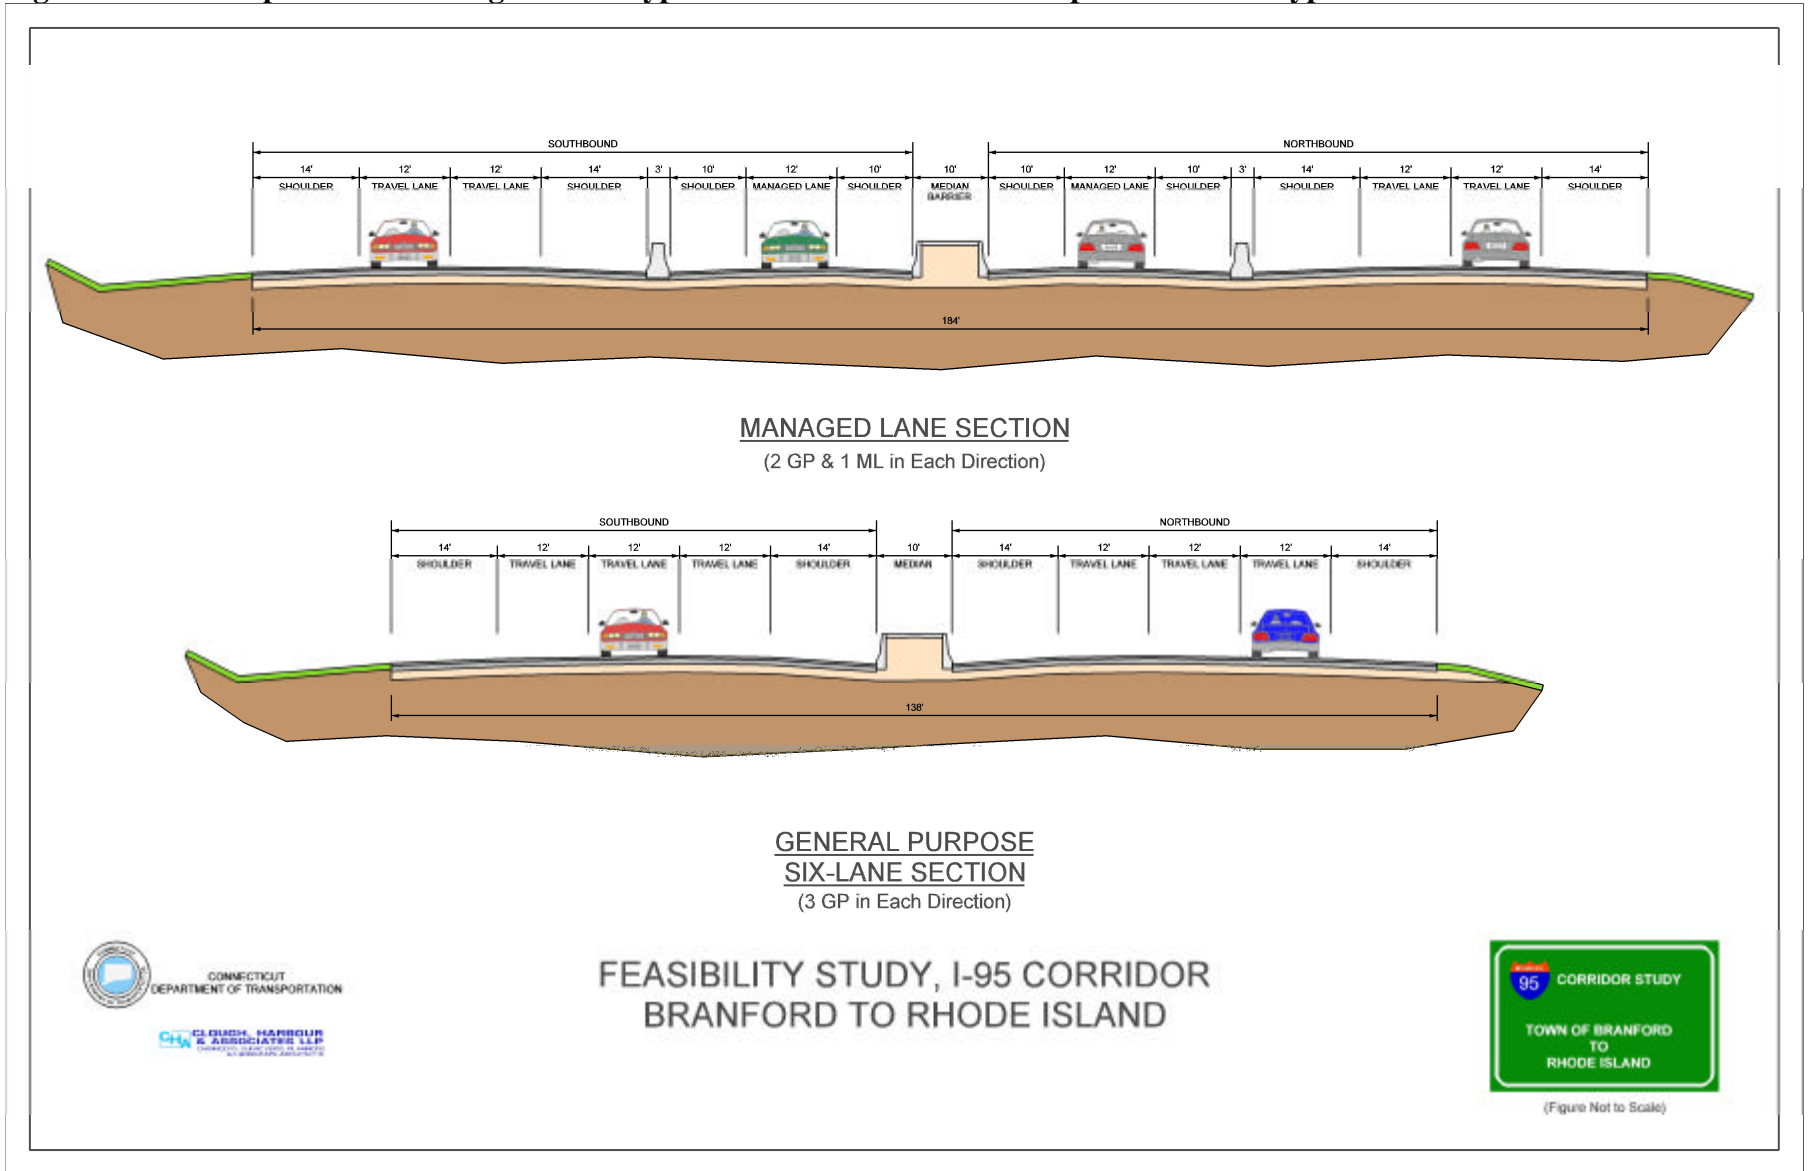 SOUTHBOUND NORTHBOUND
14' 12' 12' 14' 3' 10' 12' 10' 10' 10' 12' 10' 3' 14' 12' 12' 14'
SHOULDER TRAVEL LANE TRAVEL LANE SHOULDER SHOULDER MANAGED LANE SHOULDER MEDIAN SHOULDER MANAGED LANE SHOULDER SHOULDER TRAVEL LANE TRAVEL LANE SHOULDER
BARRIER
184'
MANAGED LANE SECTION
(2 GP & 1 ML in Each Direction)
SOUTHBOUND NORTHBOUND
14' 12' 12' 12' 14' 10' 14' 12' 12' 12' 14'
SHOULDER TRAVEL LANE TRAVEL LANE TRAVEL LANE SHOULDER MEDIAN SHOULDER TRAVEL LANE TRAVEL LANE TRAVEL LANE SHOULDER
138'
GENERAL PURPOSE
SIX-LANE SECTION
(3 GP in Each Direction)
CONNECTICUT
DEPARTMENT OF TRANSPORTATION
CHA CLOUGH, HARBOUR
& ASSOCIATES LLP
FEASIBILITY STUDY, I-95 CORRIDOR
BRANFORD TO RHODE ISLAND
95 CORRIDOR STUDY
TOWN OF BRANFORD
TO
RHODE ISLAND
(Figure Not to Scale)